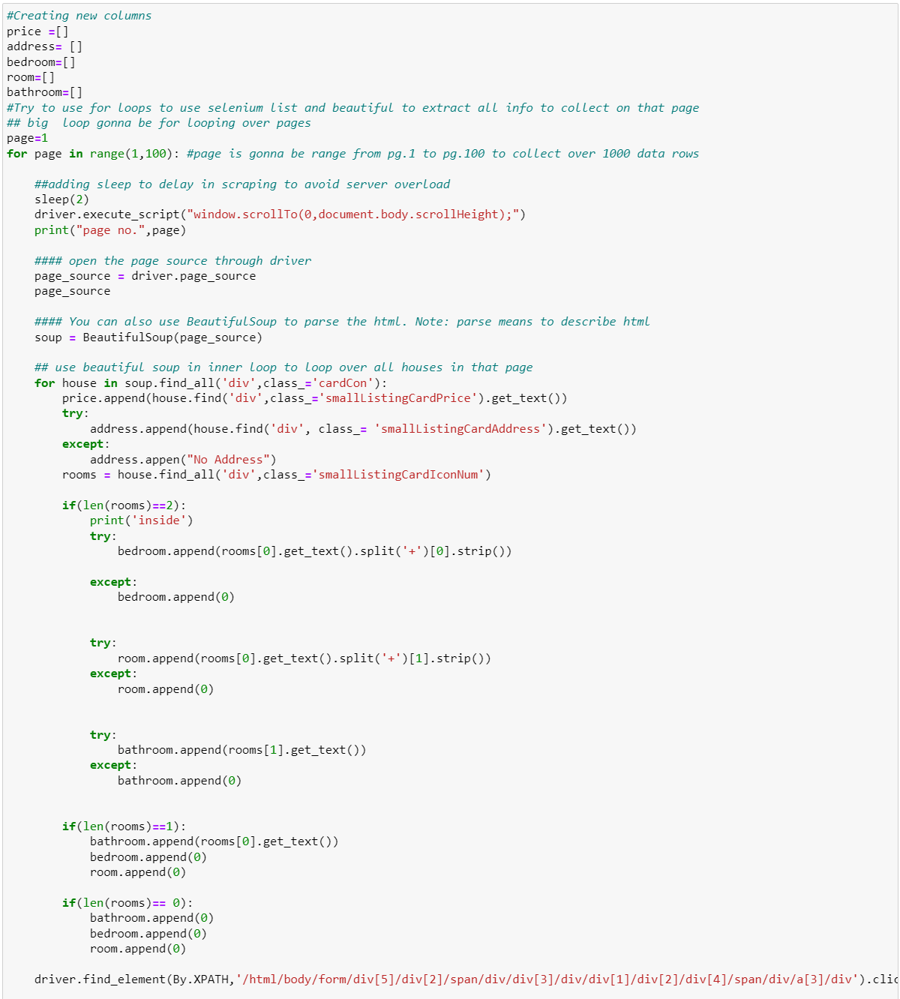 #Creating new columns
price =[]
address= []
bedroom=[]
room=[]
bathroom=[]
#Try to use for loops to use selenium list and beautiful to extract all info to collect on that page
## big  loop gonna be for looping over pages
page=1
for page in range(1,100): #page is gonna be range from pg.1 to pg.100 to collect over 1000 data rows
    ##adding sleep to delay in scraping to avoid server overload
    sleep(2)
    driver.execute_script("window.scrollTo(0,document.body.scrollHeight);")
    print("page no.",page)
    #### open the page source through driver
    page_source = driver.page_source
    page_source
    #### You can also use BeautifulSoup to parse the html. Note: parse means to describe html
    soup = BeautifulSoup(page_source)
    ## use beautiful soup in inner loop to loop over all houses in that page
    for house in soup.find_all('div',class_='cardCon'):
        price.append(house.find('div',class_='smallListingCardPrice').get_text())
        try:
            address.append(house.find('div', class_= 'smallListingCardAddress').get_text())
        except:
            address.appen("No Address")
        rooms = house.find_all('div',class_='smallListingCardIconNum')
        if(len(rooms)==2):
            print('inside')
            try:
                bedroom.append(rooms[0].get_text().split('+')[0].strip())
            except:
                bedroom.append(0)
            try:
                room.append(rooms[0].get_text().split('+')[1].strip())
            except:
                room.append(0)
            try:
                bathroom.append(rooms[1].get_text())
            except:
                bathroom.append(0)
        if(len(rooms)==1):
            bathroom.append(rooms[0].get_text())
            bedroom.append(0)
            room.append(0)
        if(len(rooms)== 0):
            bathroom.append(0)
            bedroom.append(0)
            room.append(0)
    driver.find_element(By.XPATH,'/html/body/form/div[5]/div[2]/span/div/div[3]/div/div[1]/div[2]/div[4]/span/div/a[3]/div').clic